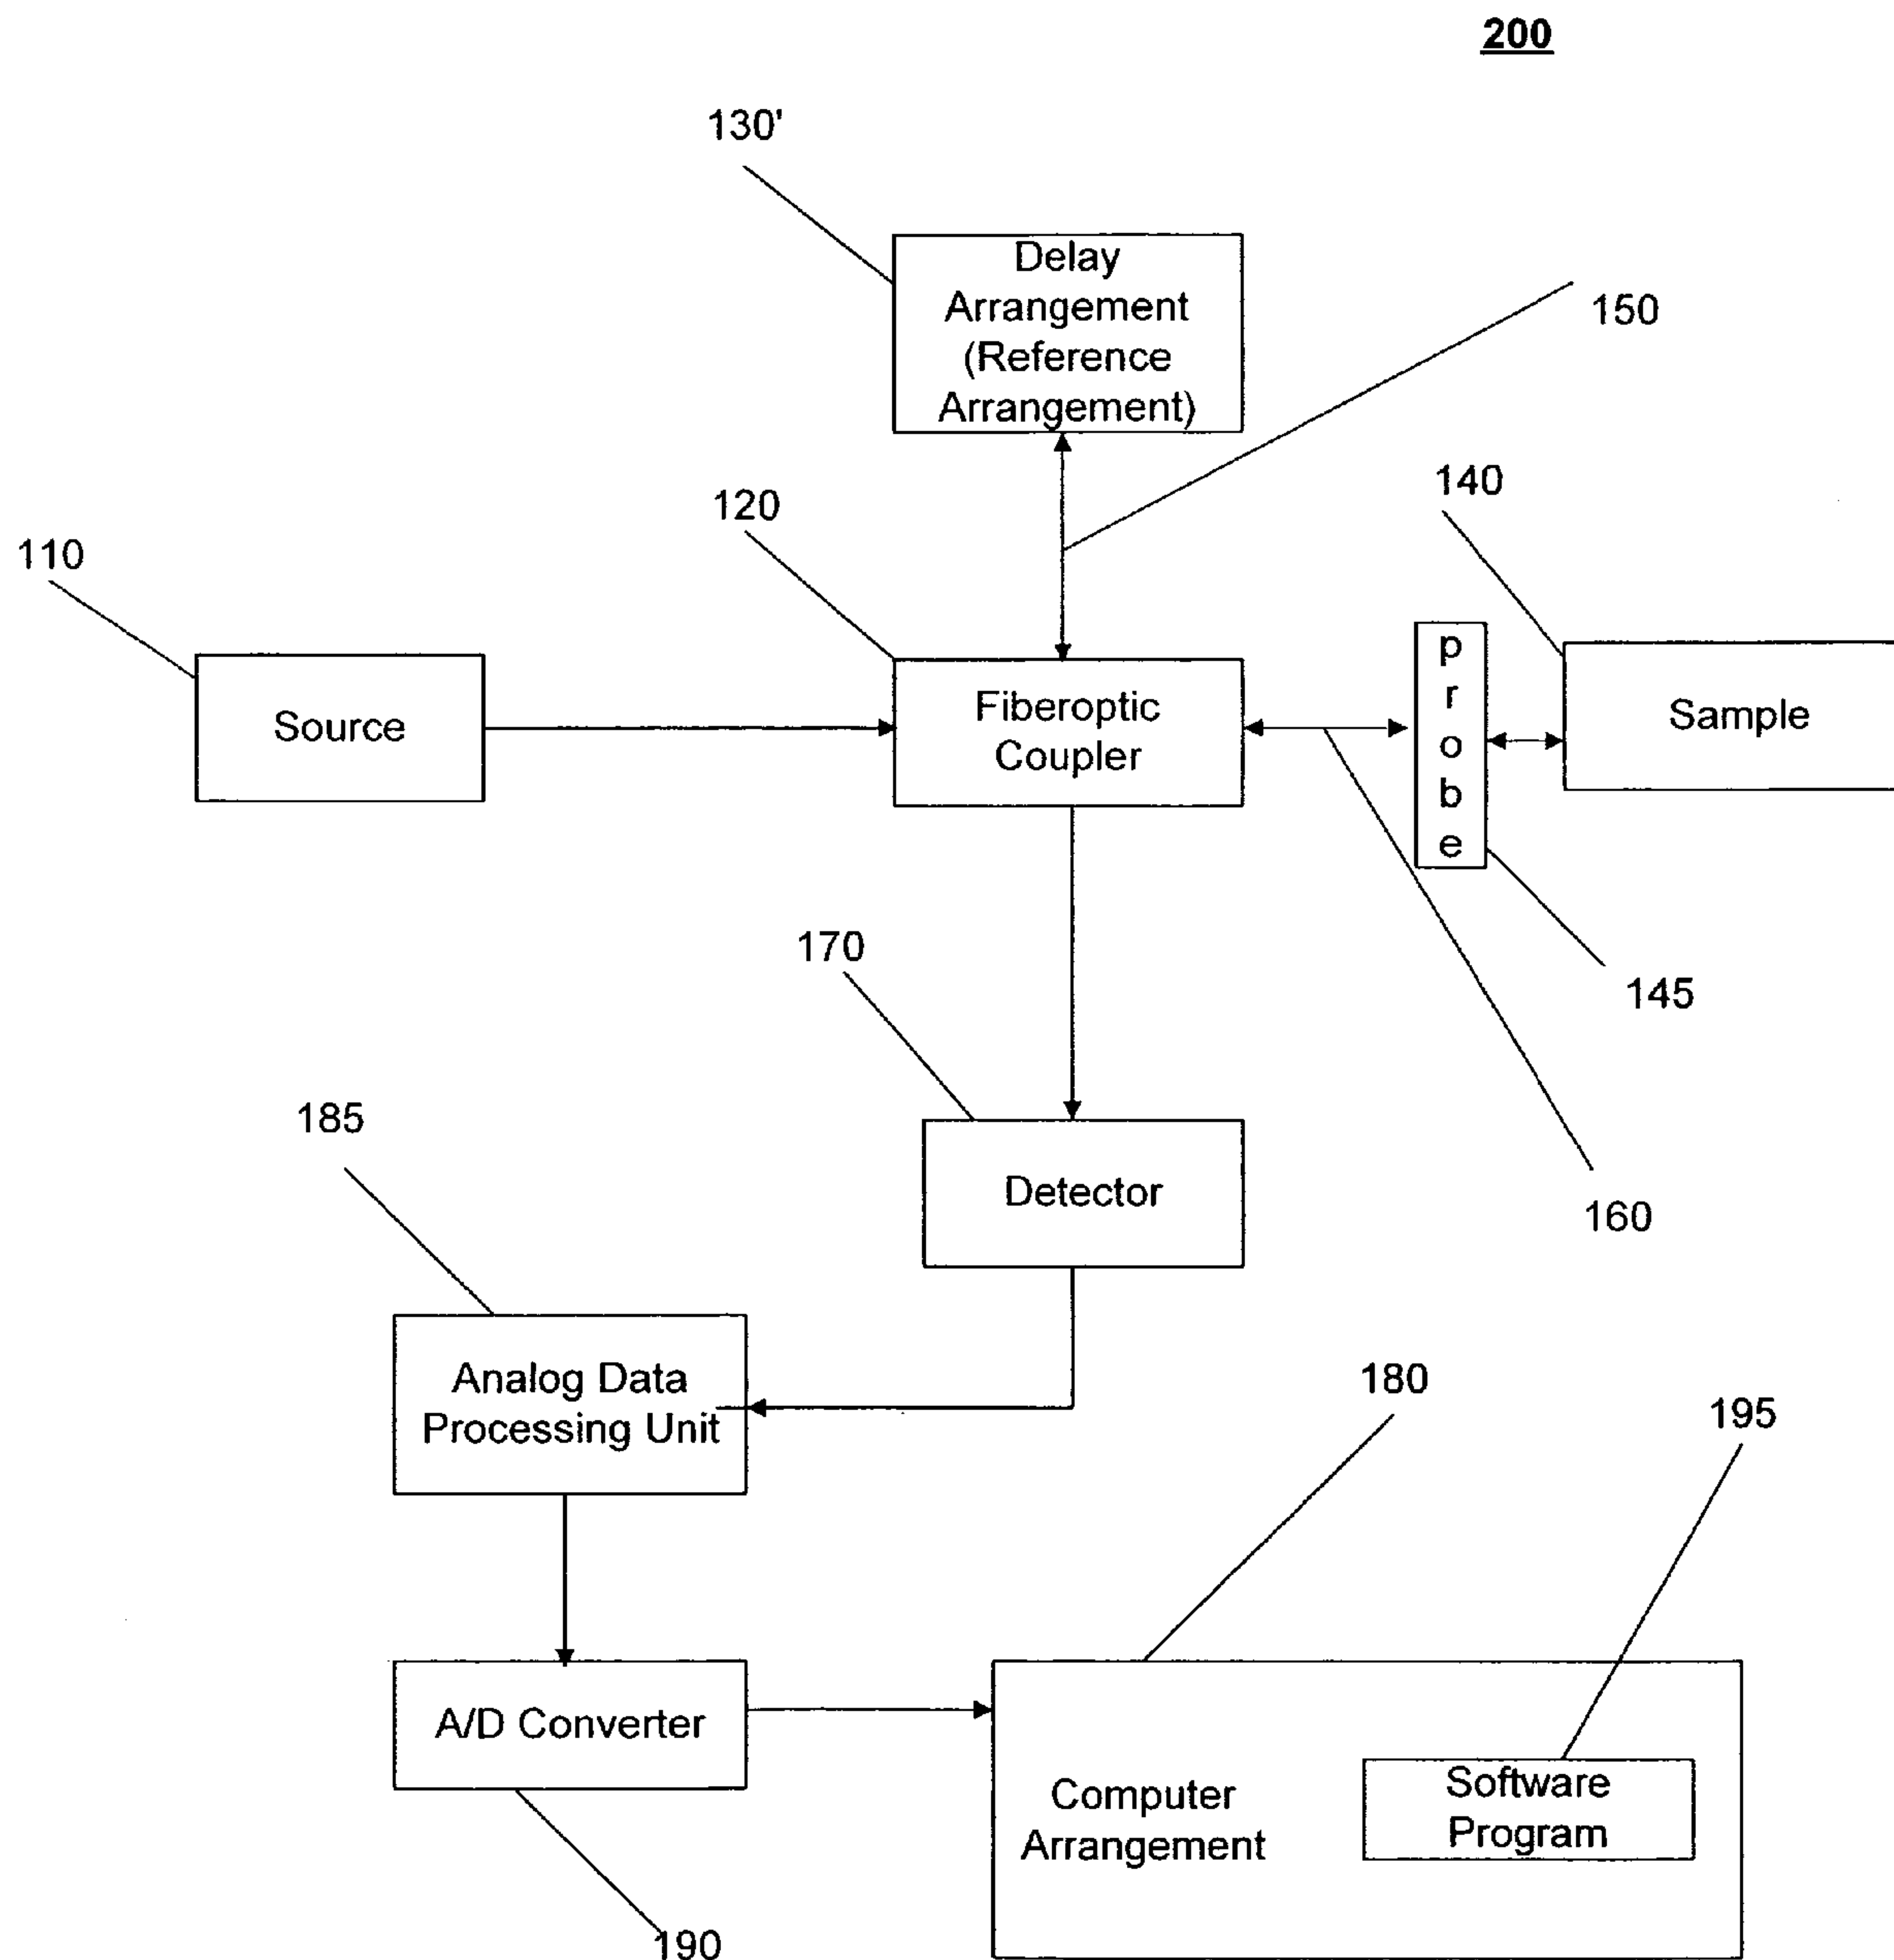 200
130'
Delay
Arrangement
(Reference
Arrangement)
150
120
140
110
Source
Fiberoptic
Coupler
probe
Sample
145
170
160
185
Detector
Analog Data
Processing Unit
180
195
A/D Converter
Computer
Arrangement
Software
Program
190